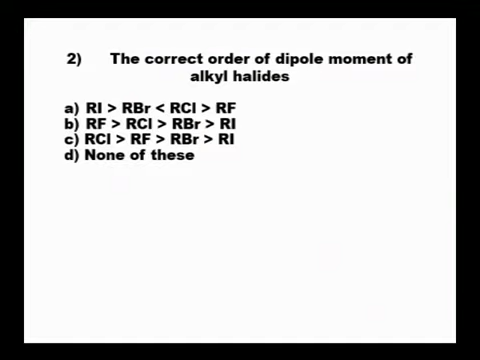 2) The correct order of dipole moment of
alkyl halides
a) RI > RBr < RCl > RF
b) RF > RCl > RBr > RI
c) RCl > RF > RBr > RI
d) None of these